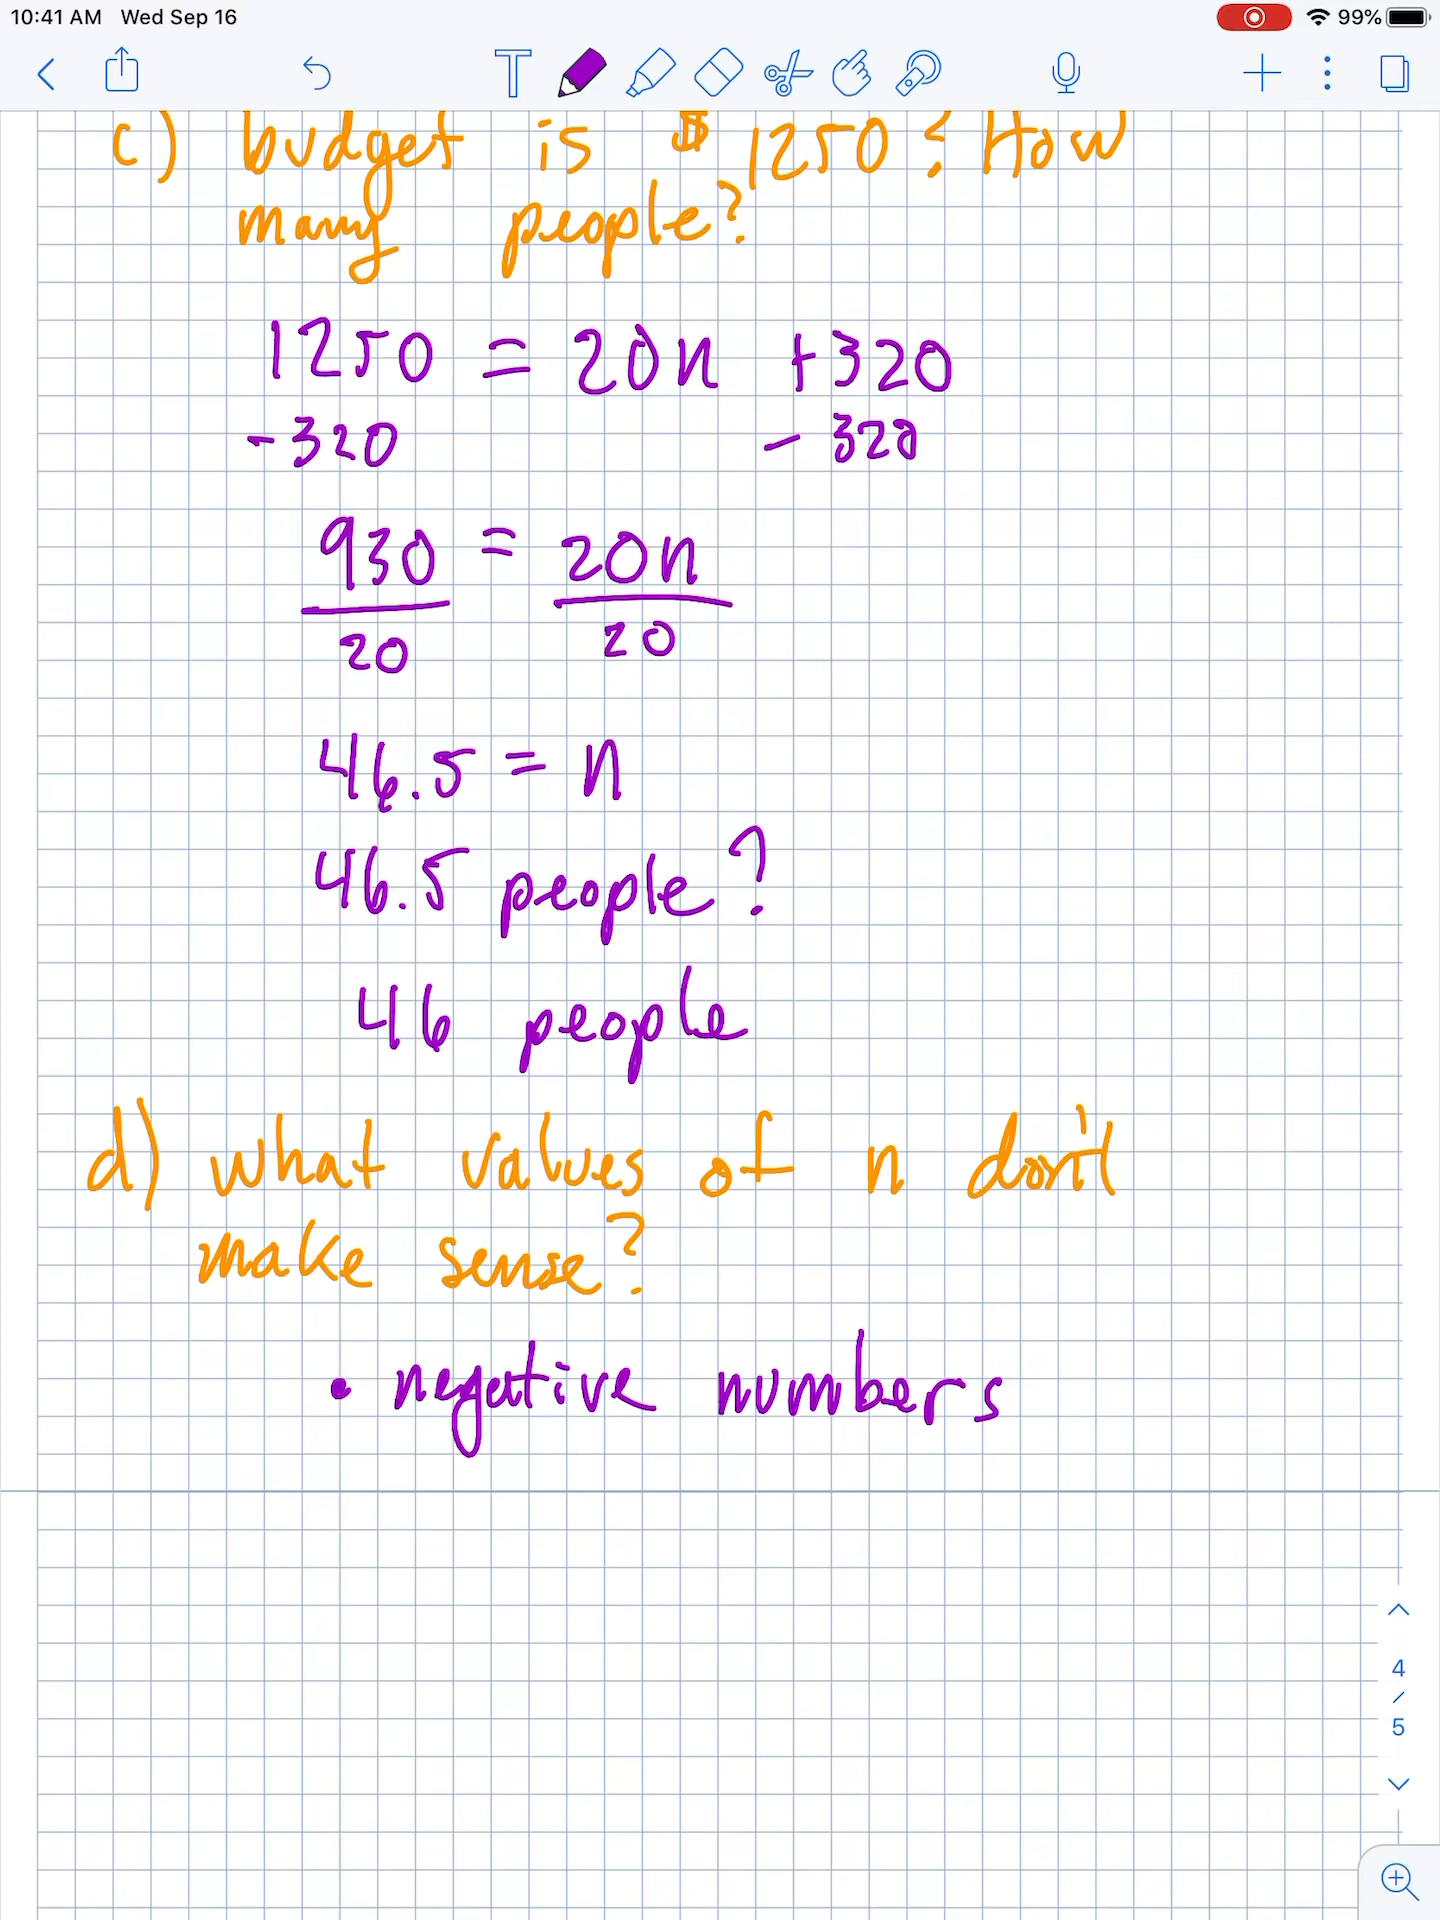 10:41 AM Wed Sep 16
99%
T
c) budget is $1250? How
many people?
1250 = 20n +320
-320 - 320
930 = 20n
20 20
46.5 = n
46.5 people?
46 people
d) what values of n don't
make sense?
• negative numbers
4
/
5